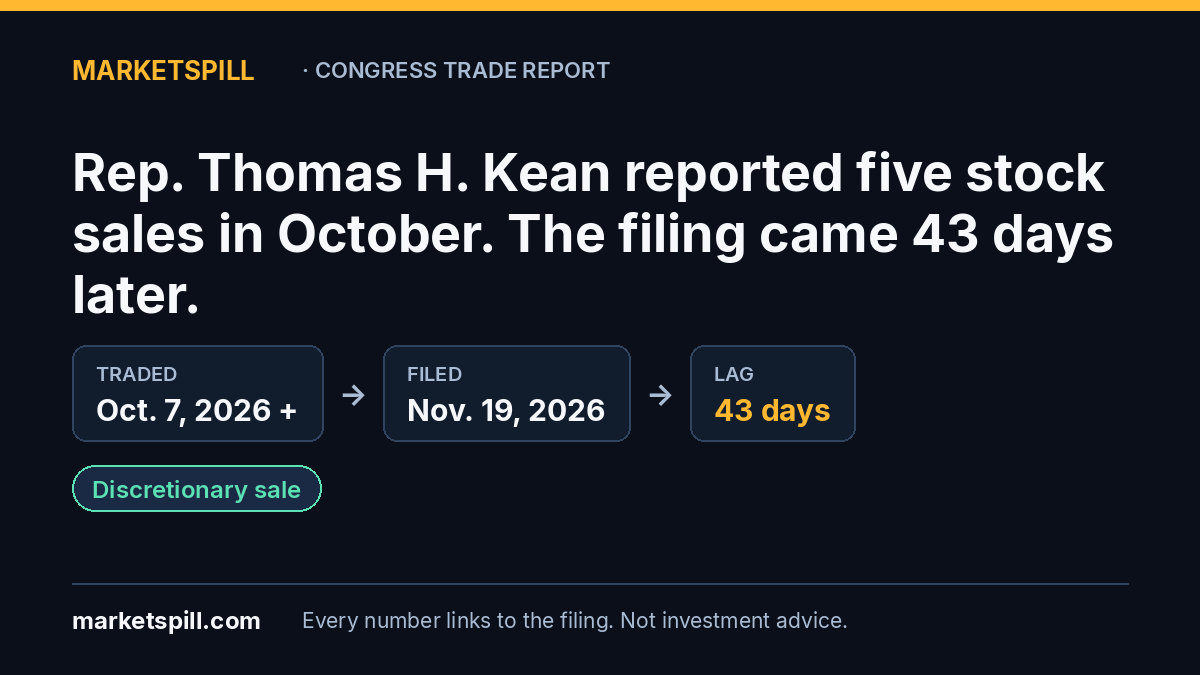 MARKETSPILL · CONGRESS TRADE REPORT
Rep. Thomas H. Kean reported five stock
sales in October. The filing came 43 days
later.
TRADED
Oct. 7, 2026 +
→
FILED
Nov. 19, 2026
→
LAG
43 days
Discretionary sale
marketspill.com Every number links to the filing. Not investment advice.